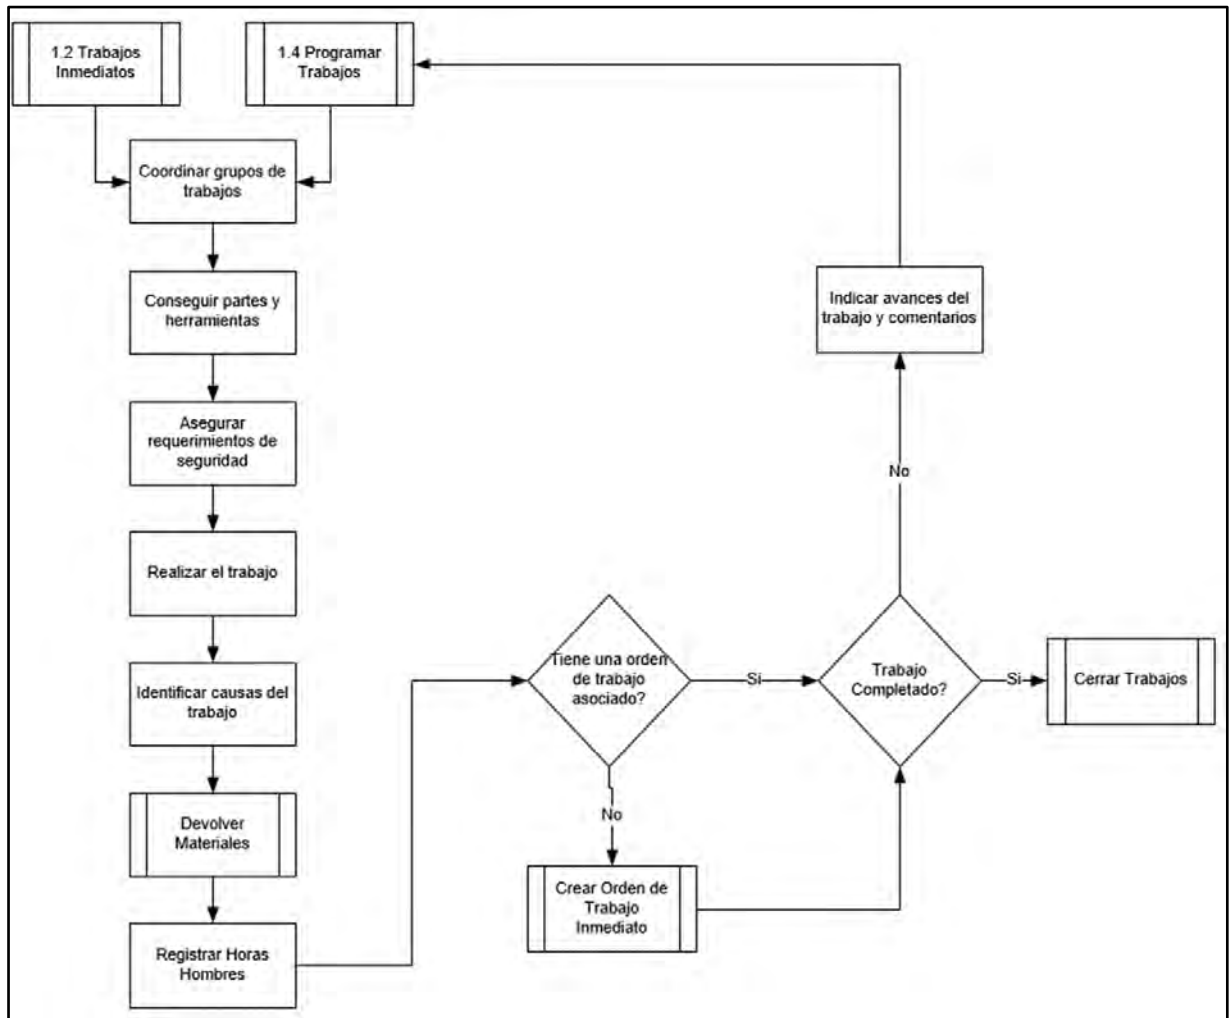 1.2 Trabajos
Inmediatos
1.4 Programar
Trabajos
Coordinar grupos de
trabajos
Conseguir partes y
herramientas
Asegurar
requerimientos de
seguridad
Realizar el trabajo
Identificar causas del
trabajo
Devolver
Materiales
Registrar Horas
Hombres
Tiene una orden
de trabajo
asociado?
Si
No
Crear Orden de
Trabajo
Inmediato
Trabajo
Completado?
No
Indicar avances del
trabajo y comentarios
Si
Cerrar Trabajos